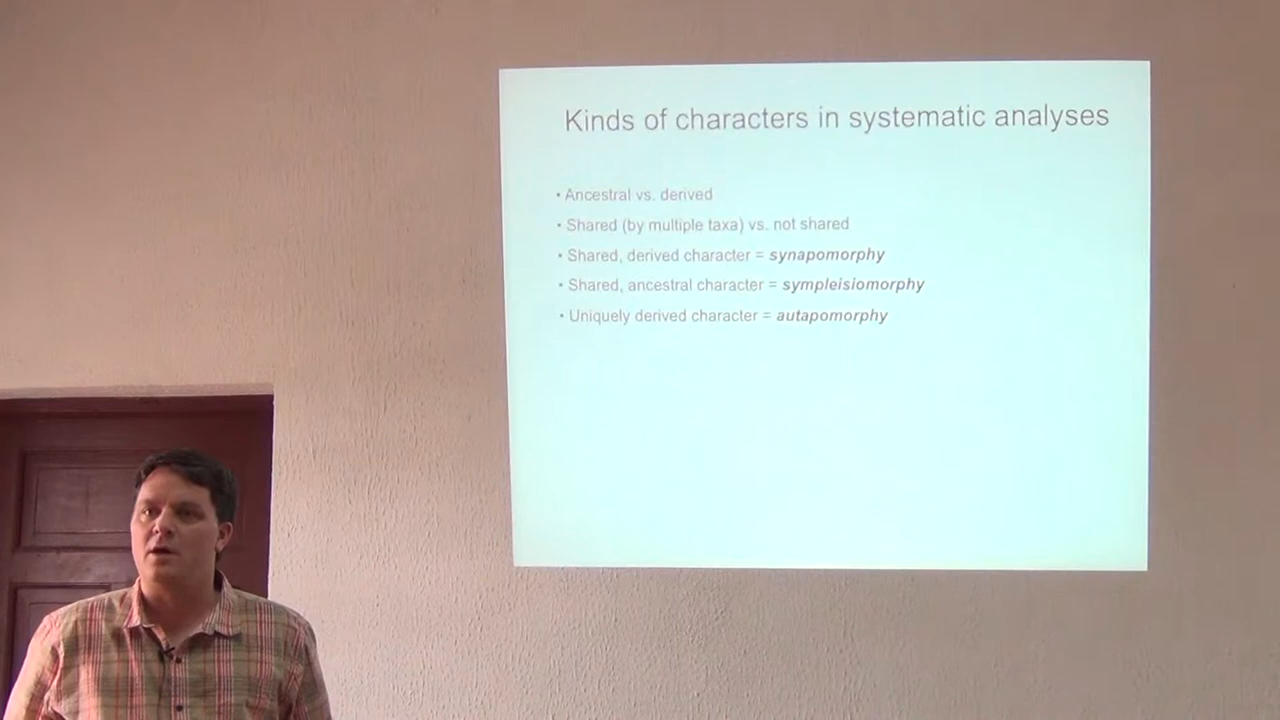 Kinds of characters in systematic analyses
• Ancestral vs. derived
• Shared (by multiple taxa) vs. not shared
• Shared, derived character = synapomorphy
• Shared, ancestral character = sympleisiomorphy
• Uniquely derived character = autapomorphy